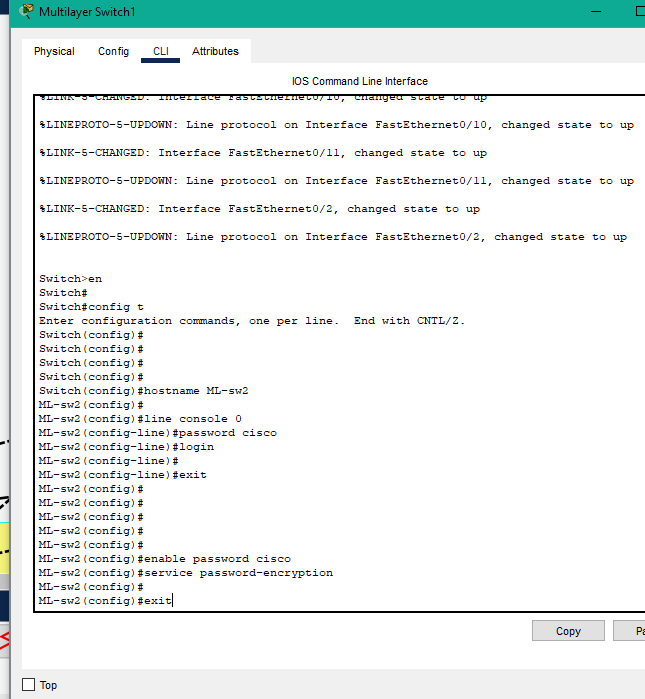 Multilayer Switch1
Physical Config CLI Attributes
IOS Command Line Interface
%LINK-5-CHANGED: Interface FastEthernet0/10, changed state to up
%LINEPROTO-5-UPDOWN: Line protocol on Interface FastEthernet0/10, changed state to up
%LINK-5-CHANGED: Interface FastEthernet0/11, changed state to up
%LINEPROTO-5-UPDOWN: Line protocol on Interface FastEthernet0/11, changed state to up
%LINK-5-CHANGED: Interface FastEthernet0/2, changed state to up
%LINEPROTO-5-UPDOWN: Line protocol on Interface FastEthernet0/2, changed state to up
Switch>en
Switch#
Switch#config t
Enter configuration commands, one per line.  End with CNTL/Z.
Switch(config)#
Switch(config)#
Switch(config)#
Switch(config)#
Switch(config)#hostname ML-sw2
ML-sw2(config)#
ML-sw2(config)#line console 0
ML-sw2(config-line)#password cisco
ML-sw2(config-line)#login
ML-sw2(config-line)#
ML-sw2(config-line)#exit
ML-sw2(config)#
ML-sw2(config)#
ML-sw2(config)#
ML-sw2(config)#
ML-sw2(config)#
ML-sw2(config)#enable password cisco
ML-sw2(config)#service password-encryption
ML-sw2(config)#
ML-sw2(config)#exit
Copy Pa
Top